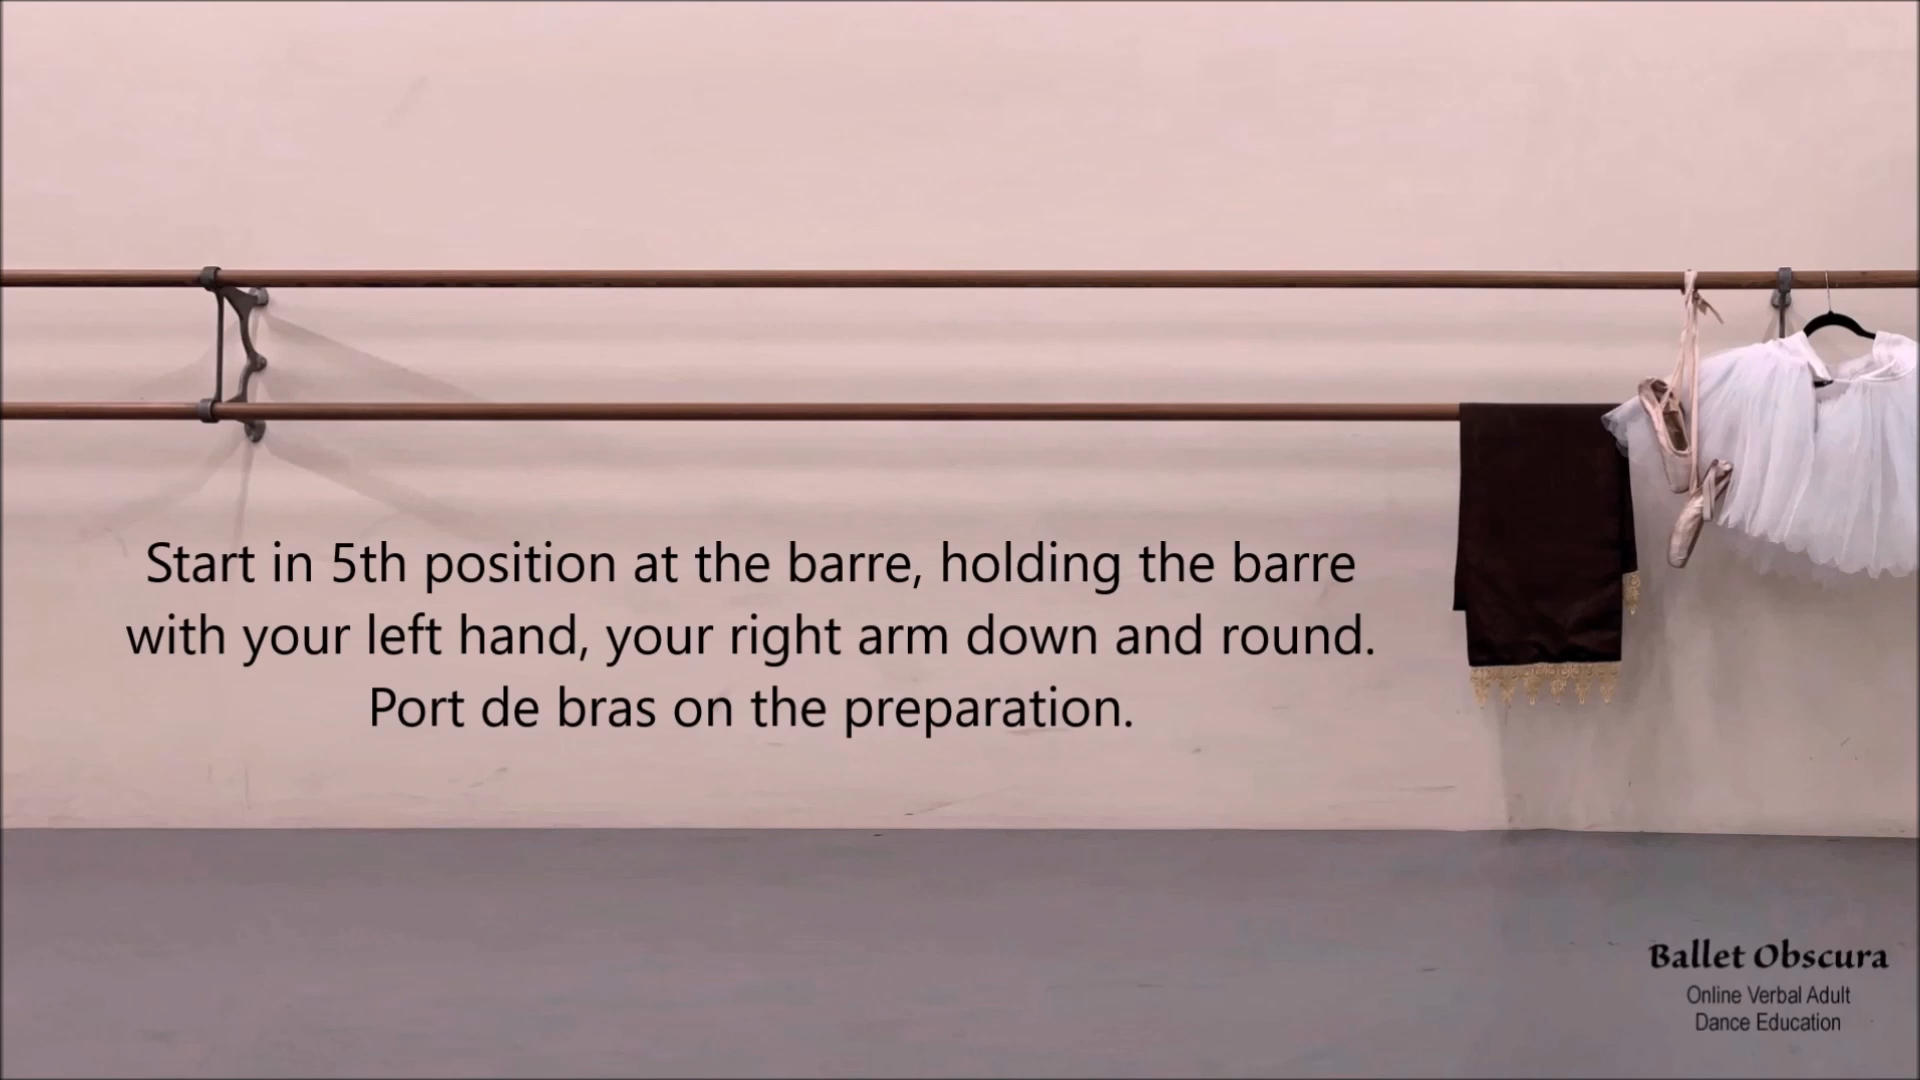 Start in 5th position at the barre, holding the barre
with your left hand, your right arm down and round.
Port de bras on the preparation.
Ballet Obscura
Online Verbal Adult
Dance Education